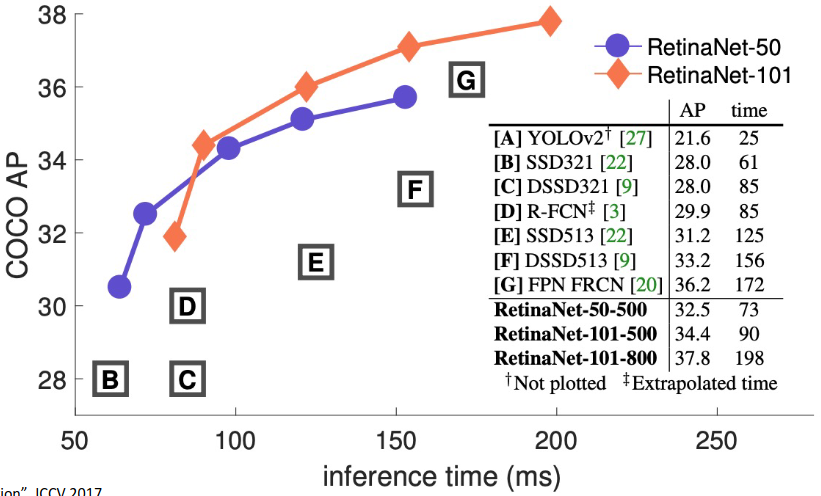 38
36
34
32
30
28
COCO AP
50
100
150
200
250
inference time (ms)
B
C
D
E
F
G
RetinaNet-50
RetinaNet-101
AP time
[A] YOLOv2† [27] 21.6 25
[B] SSD321 [22] 28.0 61
[C] DSSD321 [9] 28.0 85
[D] R-FCN‡ [3] 29.9 85
[E] SSD513 [22] 31.2 125
[F] DSSD513 [9] 33.2 156
[G] FPN FRCN [20] 36.2 172
RetinaNet-50-500 32.5 73
RetinaNet-101-500 34.4 90
RetinaNet-101-800 37.8 198
†Not plotted ‡Extrapolated time
ion", ICCV 2017